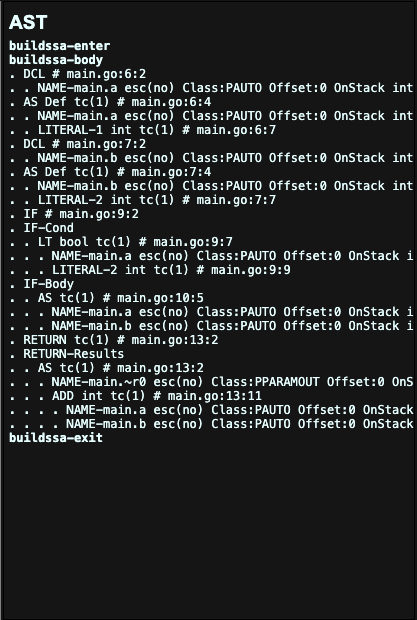 AST
buildssa-enter
buildssa-body
. DCL # main.go:6:2
. . NAME-main.a esc(no) Class:PAUTO Offset:0 OnStack int
. AS Def tc(1) # main.go:6:4
. . NAME-main.a esc(no) Class:PAUTO Offset:0 OnStack int
. . LITERAL-1 int tc(1) # main.go:6:7
. DCL # main.go:7:2
. . NAME-main.b esc(no) Class:PAUTO Offset:0 OnStack int
. AS Def tc(1) # main.go:7:4
. . NAME-main.b esc(no) Class:PAUTO Offset:0 OnStack int
. . LITERAL-2 int tc(1) # main.go:7:7
. IF # main.go:9:2
. IF-Cond
. . LT bool tc(1) # main.go:9:7
. . . NAME-main.a esc(no) Class:PAUTO Offset:0 OnStack i
. . . LITERAL-2 int tc(1) # main.go:9:9
. IF-Body
. . AS tc(1) # main.go:10:5
. . . NAME-main.a esc(no) Class:PAUTO Offset:0 OnStack i
. . . NAME-main.b esc(no) Class:PAUTO Offset:0 OnStack i
. RETURN tc(1) # main.go:13:2
. RETURN-Results
. . AS tc(1) # main.go:13:2
. . . NAME-main.~r0 esc(no) Class:PPARAMOUT Offset:0 OnS
. . . ADD int tc(1) # main.go:13:11
. . . . NAME-main.a esc(no) Class:PAUTO Offset:0 OnStack
. . . . NAME-main.b esc(no) Class:PAUTO Offset:0 OnStack
buildssa-exit